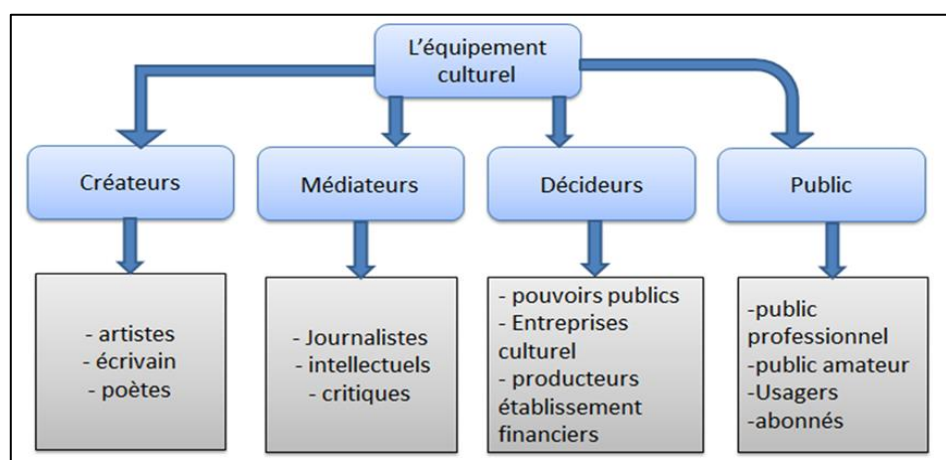 L'équipement
culturel
Créateurs
Médiateurs
Décideurs
Public
- artistes
- écrivain
- poètes
- Journalistes
- intellectuels
- critiques
- pouvoirs publics
- Entreprises
culturel
- producteurs
établissement
financiers
-public
professionnel
-public amateur
-Usagers
-abonnés